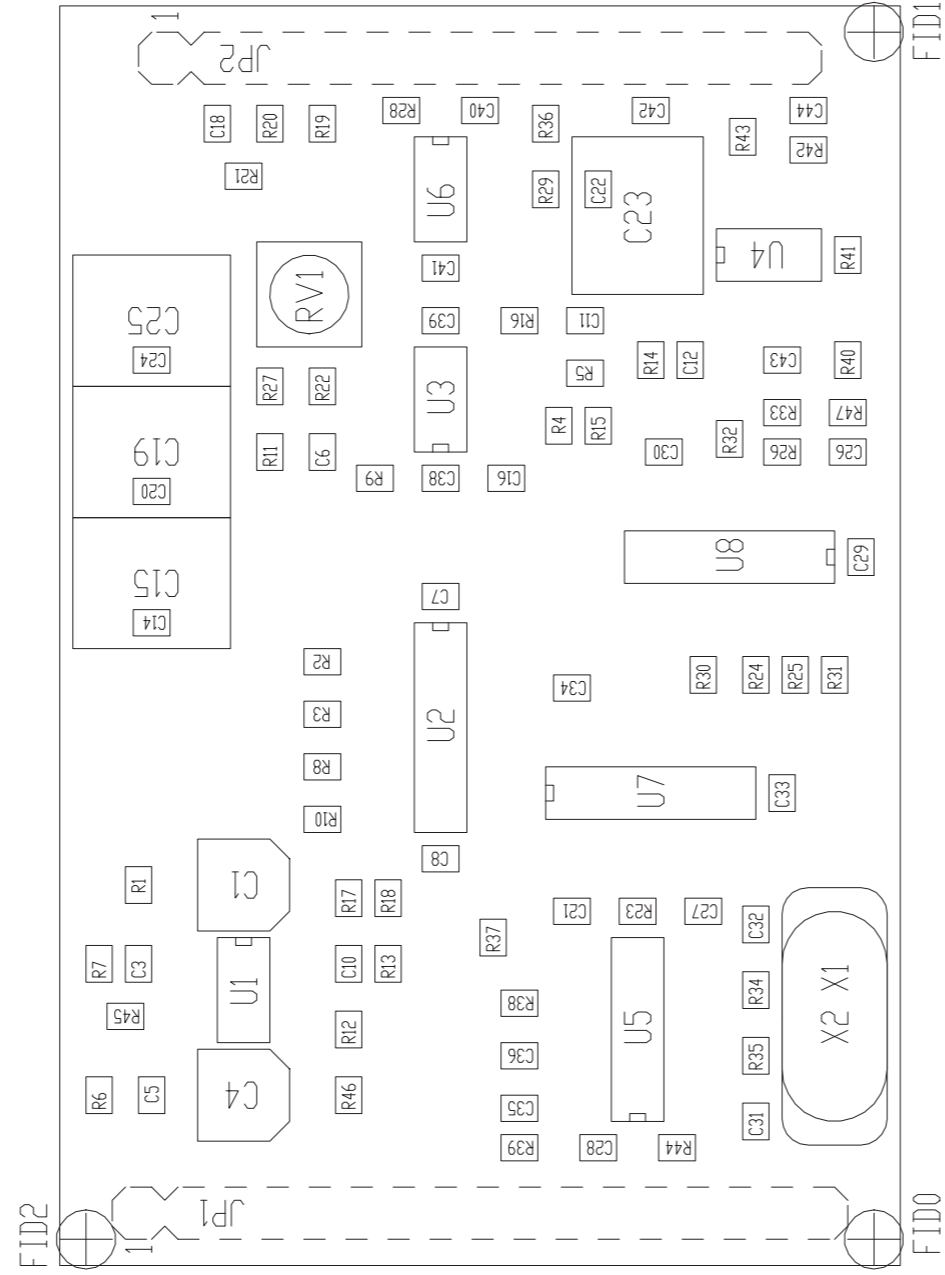 FID1
1
JP2
C18
R20
R19
R28
C40
R36
C42
C44
R43
R42
R21
U6
R29
C22
C23
U4
R41
C41
RV1
C25
C24
C39
R16
C11
R14
C12
C43
R40
R5
R27
R22
U3
R4
R15
R33
R47
R32
R11
C6
C30
R26
C26
C19
C20
R9
C38
C16
U8
C29
C15
C14
C7
R2
R30
R24
R25
R31
C34
R3
U2
R8
U7
C33
R10
C8
R1
C1
R17
R18
C21
R23
C27
C32
R37
R7
C3
C10
R13
U1
R34
X2 X1
R38
R45
R12
U5
C36
R35
R6
C5
C4
R46
C35
C31
R39
C28
R44
JP1
FID2
1
FID0